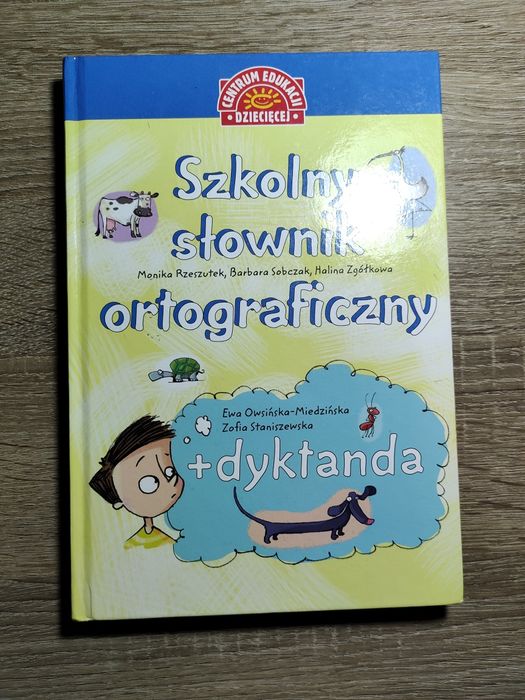 CENTRUM EDUKACJI
DZIECIĘCEJ
Szkolny
słownik
Monika Rzeszutek, Barbara Sobczak, Halina Zgółkowa
ortograficzny
Ewa Owsińska-Miedzińska
Zofia Staniszewska
+dyktanda